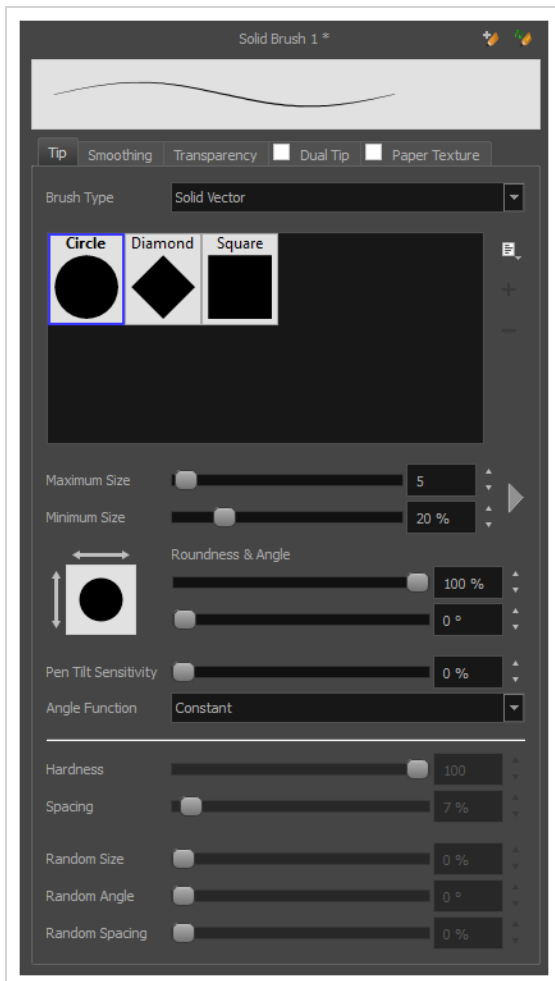 Solid Brush 1 *
Tip Smoothing Transparency Dual Tip Paper Texture
Brush Type Solid Vector
Circle Diamond Square
Maximum Size 5
Minimum Size 20 %
Roundness & Angle
100 %
0 °
Pen Tilt Sensitivity 0 %
Angle Function Constant
Hardness 100
Spacing 7 %
Random Size 0 %
Random Angle 0 °
Random Spacing 0 %